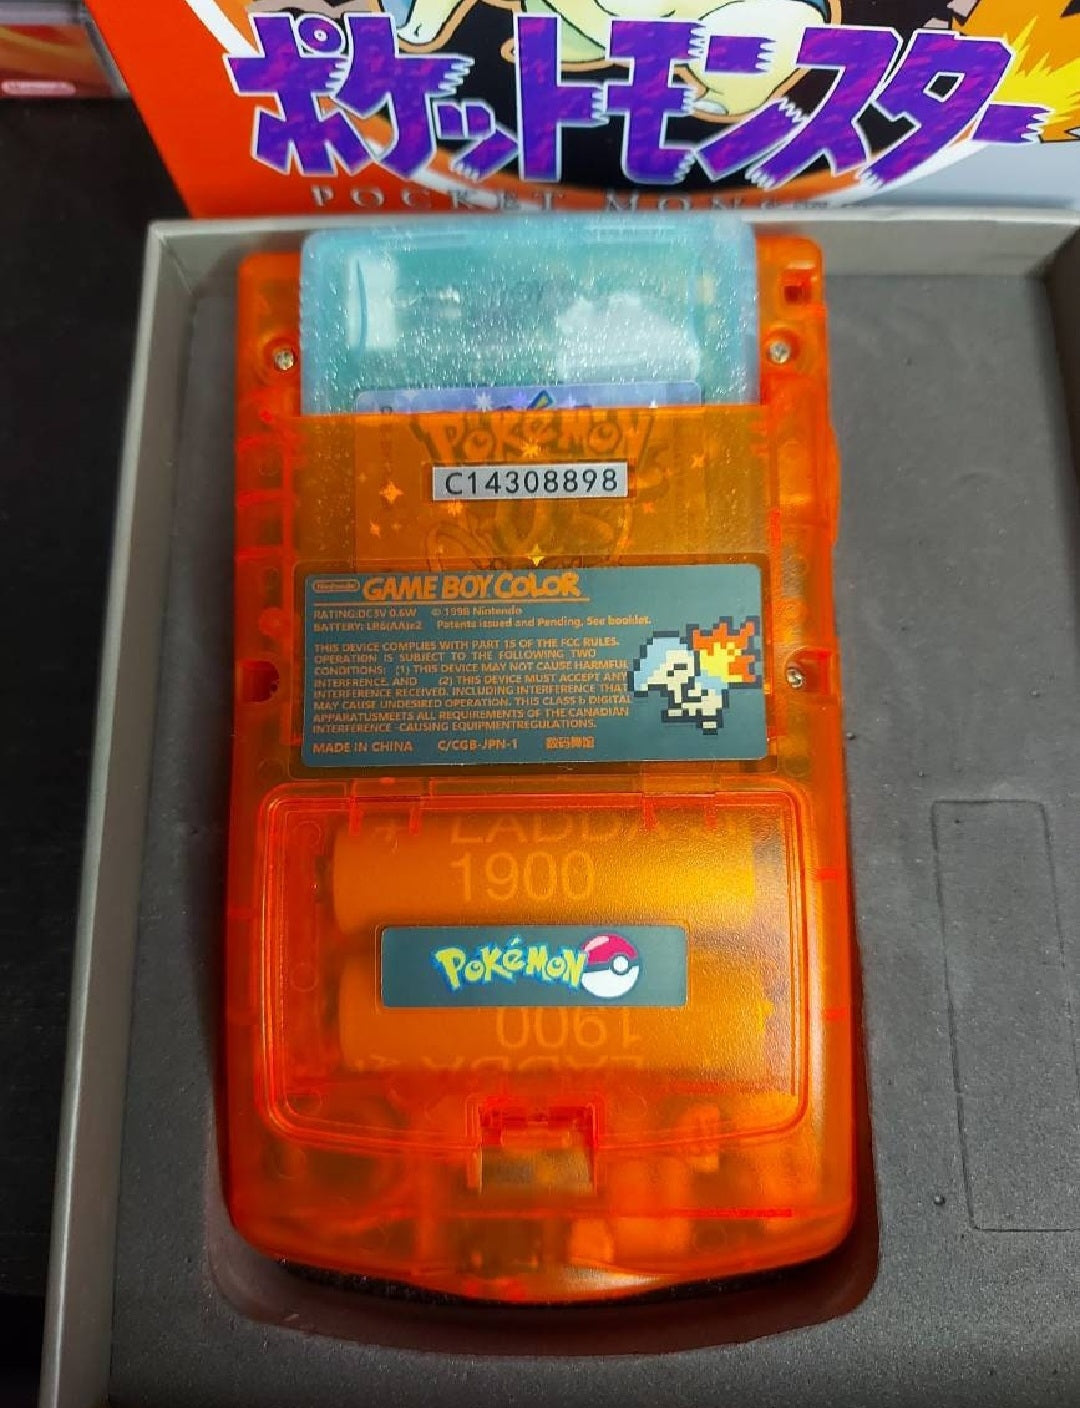 ポケットモンスター
POCKET MON
Pokémon
C14308898
Nintendo GAME BOY COLOR
RATING:DC3V 0.6W © 1998 Nintendo
BATTERY: LR6(AA)x2 Patents issued and Pending, See booklet.
THIS DEVICE COMPLIES WITH PART 15 OF THE FCC RULES.
OPERATION IS SUBJECT TO THE FOLLOWING TWO
CONDITIONS: (1) THIS DEVICE MAY NOT CAUSE HARMFUL
INTERFERENCE, AND (2) THIS DEVICE MUST ACCEPT ANY
INTERFERENCE RECEIVED, INCLUDING INTERFERENCE THAT
MAY CAUSE UNDESIRED OPERATION. THIS CLASS b DIGITAL
APPARATUSMEETS ALL REQUIREMENTS OF THE CANADIAN
INTERFERENCE -CAUSING EQUIPMENTREGULATIONS.
MADE IN CHINA C/CGB-JPN-1
LADDA
1900
Pokémon
1900
LADDA